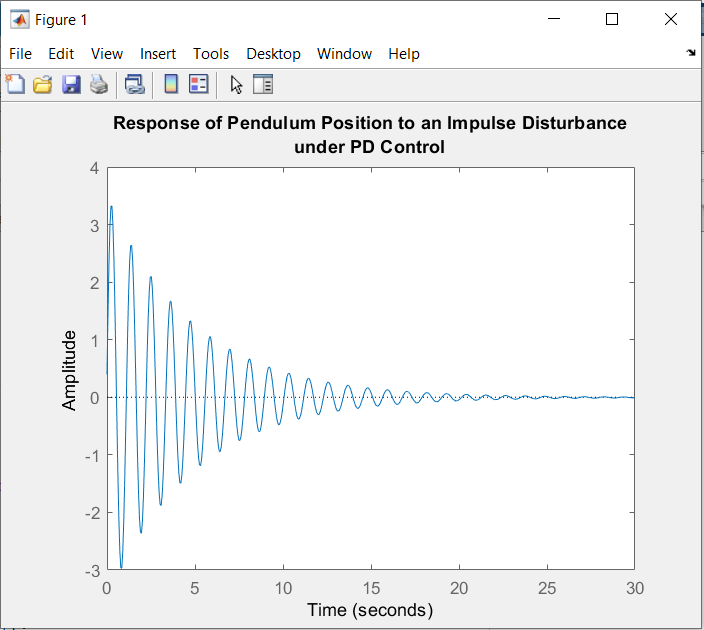 Figure 1
File Edit View Insert Tools Desktop Window Help
Response of Pendulum Position to an Impulse Disturbance
under PD Control
4
3
2
1
0
-1
-2
-3
Amplitude
0 5 10 15 20 25 30
Time (seconds)